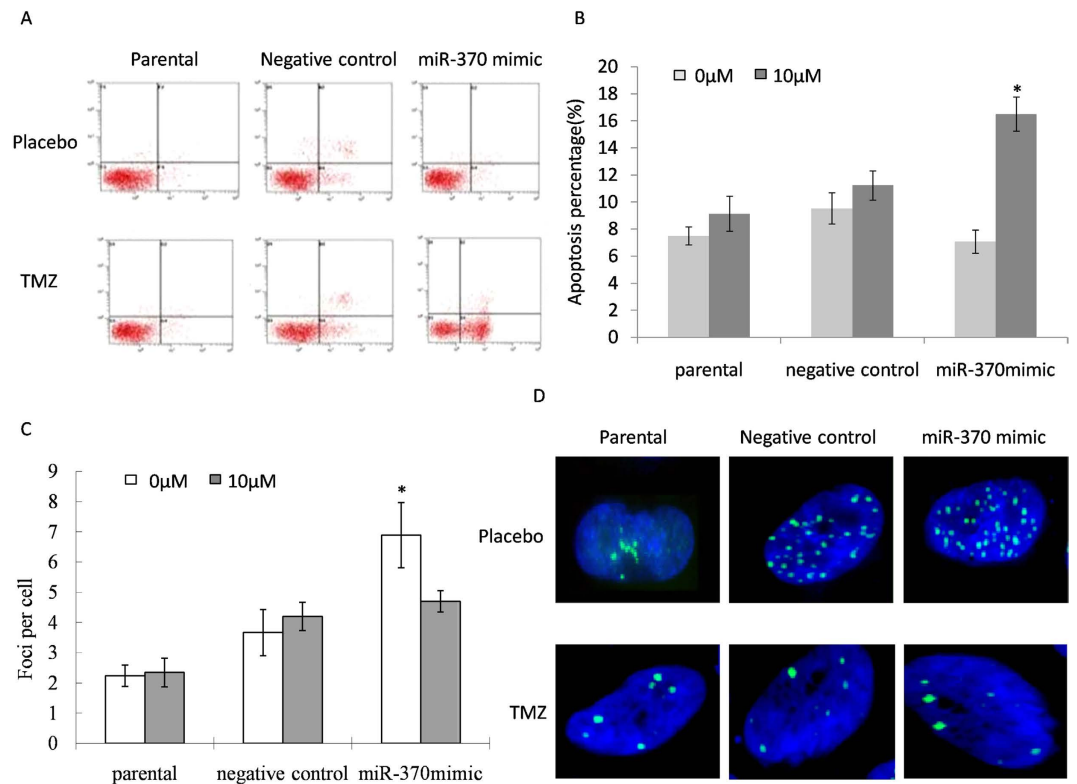 A
Parental Negative control miR-370 mimic
Placebo
TMZ
B
20
18
16
14
12
10
8
6
4
2
0
Apoptosis percentage(%)
0μM 10μM
*
parental negative control miR-370mimic
C
9
8
7
6
5
4
3
2
1
0
Foci per cell
0μM 10μM
*
parental negative control miR-370mimic
D
Parental Negative control miR-370 mimic
Placebo
TMZ